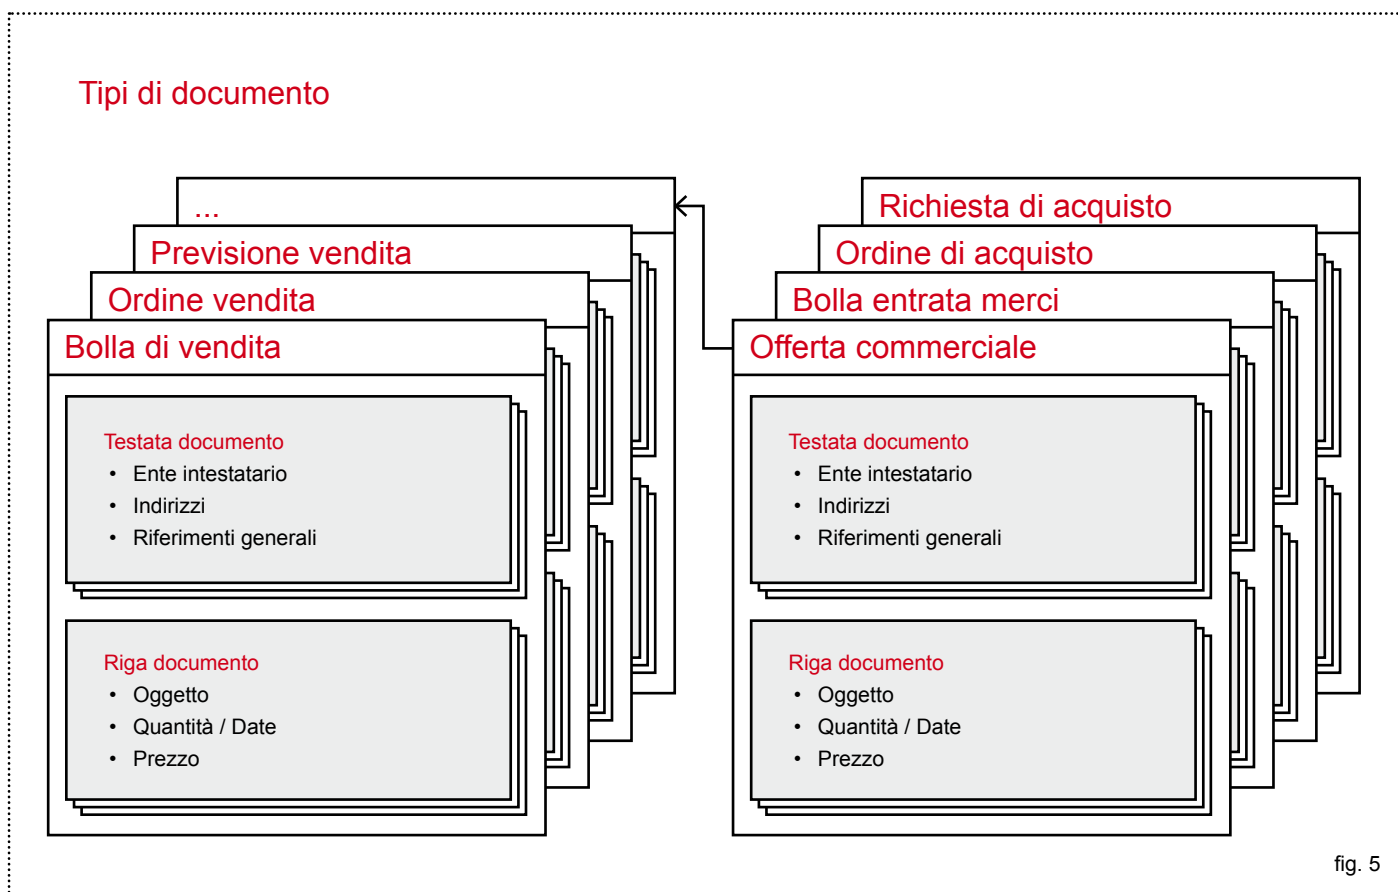 Tipi di documento
...
Previsione vendita
Ordine vendita
Bolla di vendita
Testata documento
• Ente intestatario
• Indirizzi
• Riferimenti generali
Riga documento
• Oggetto
• Quantità / Date
• Prezzo
Richiesta di acquisto
Ordine di acquisto
Bolla entrata merci
Offerta commerciale
Testata documento
• Ente intestatario
• Indirizzi
• Riferimenti generali
Riga documento
• Oggetto
• Quantità / Date
• Prezzo
fig. 5